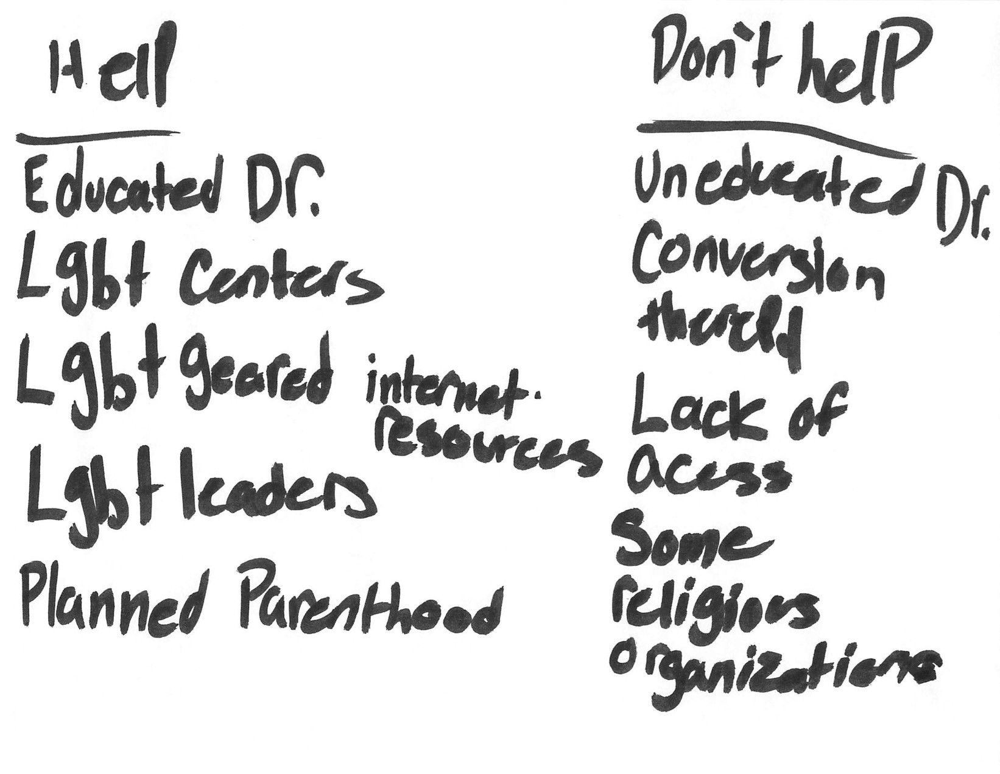 Help
Educated Dr.
Lgbt Centers
Lgbt geared internet
resources
Lgbt leaders
Planned Parenthood
Don't help
Uneducated Dr.
Conversion
therapy
Lack of
acess
Some
religious
organizations